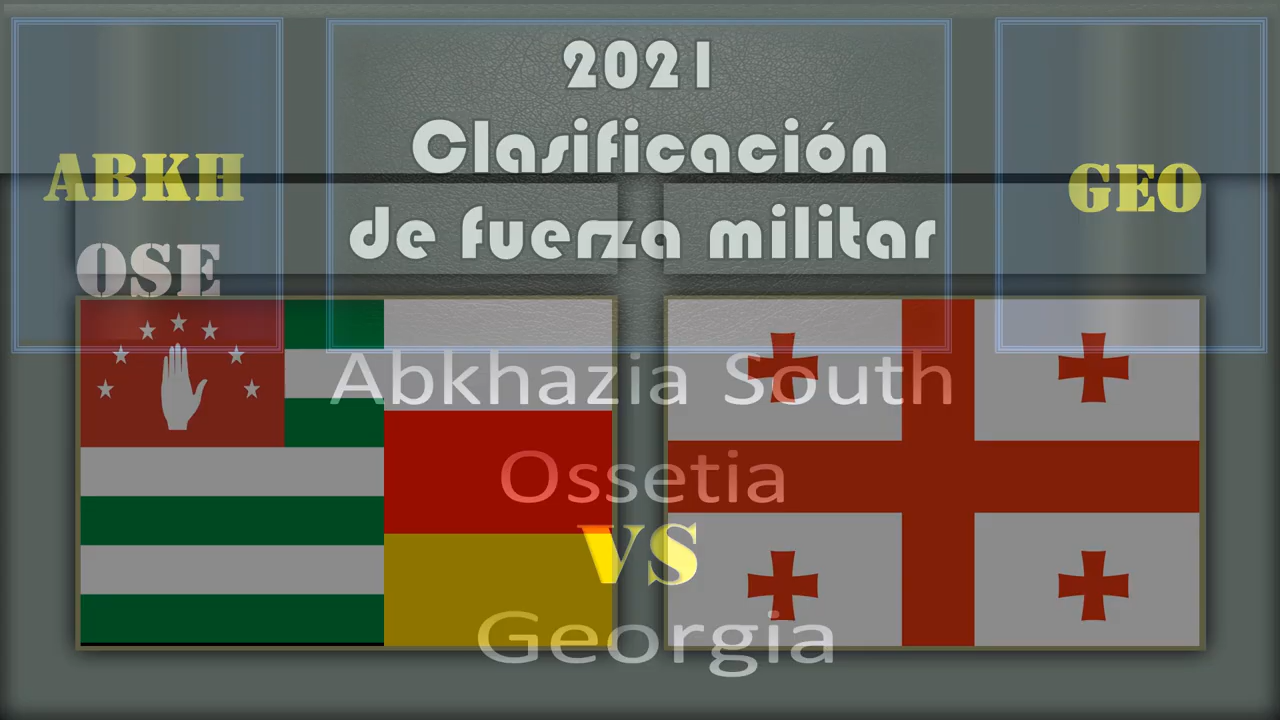 2021
Clasificación
de fuerza militar
ABKH
OSE
GEO
Abkhazia South
Ossetia
VS
Georgia